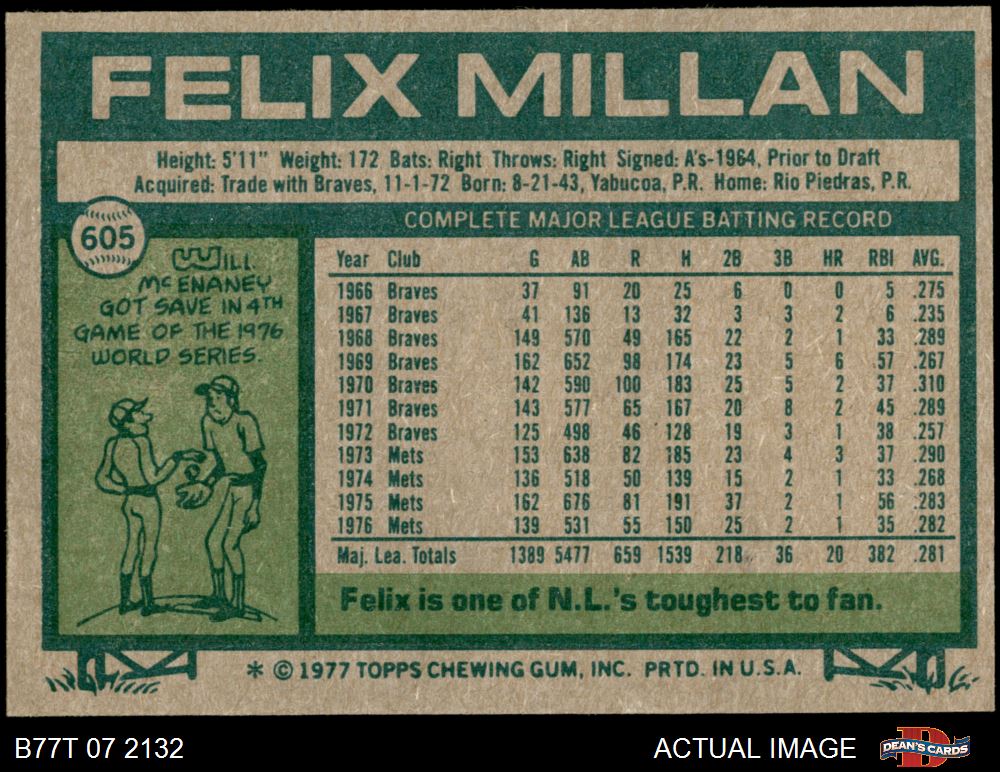 FELIX MILLAN
Height: 5'11" Weight: 172 Bats: Right Throws: Right Signed: A's-1964, Prior to Draft
Acquired: Trade with Braves, 11-1-72 Born: 8-21-43, Yabucoa, P.R. Home: Rio Piedras, P.R.
605
WILL
McENANEY
GOT SAVE IN 4TH
GAME OF THE 1976
WORLD SERIES.
COMPLETE MAJOR LEAGUE BATTING RECORD
Year Club G AB R H 2B 3B HR RBI AVG.
1966 Braves 37 91 20 25 6 0 0 5 .275
1967 Braves 41 136 13 32 3 3 2 6 .235
1968 Braves 149 570 49 165 22 2 1 33 .289
1969 Braves 162 652 98 174 23 5 6 57 .267
1970 Braves 142 590 100 183 25 5 2 37 .310
1971 Braves 143 577 65 167 20 8 2 45 .289
1972 Braves 125 498 46 128 19 3 1 38 .257
1973 Mets 153 638 82 185 23 4 3 37 .290
1974 Mets 136 518 50 139 15 2 1 33 .268
1975 Mets 162 676 81 191 37 2 1 56 .283
1976 Mets 139 531 55 150 25 2 1 35 .282
Maj. Lea. Totals 1389 5477 659 1539 218 36 20 382 .281
Felix is one of N.L.'s toughest to fan.
* © 1977 TOPPS CHEWING GUM, INC. PRTD. IN U.S.A.
B77T 07 2132
ACTUAL IMAGE
D
DEAN'S CARDS